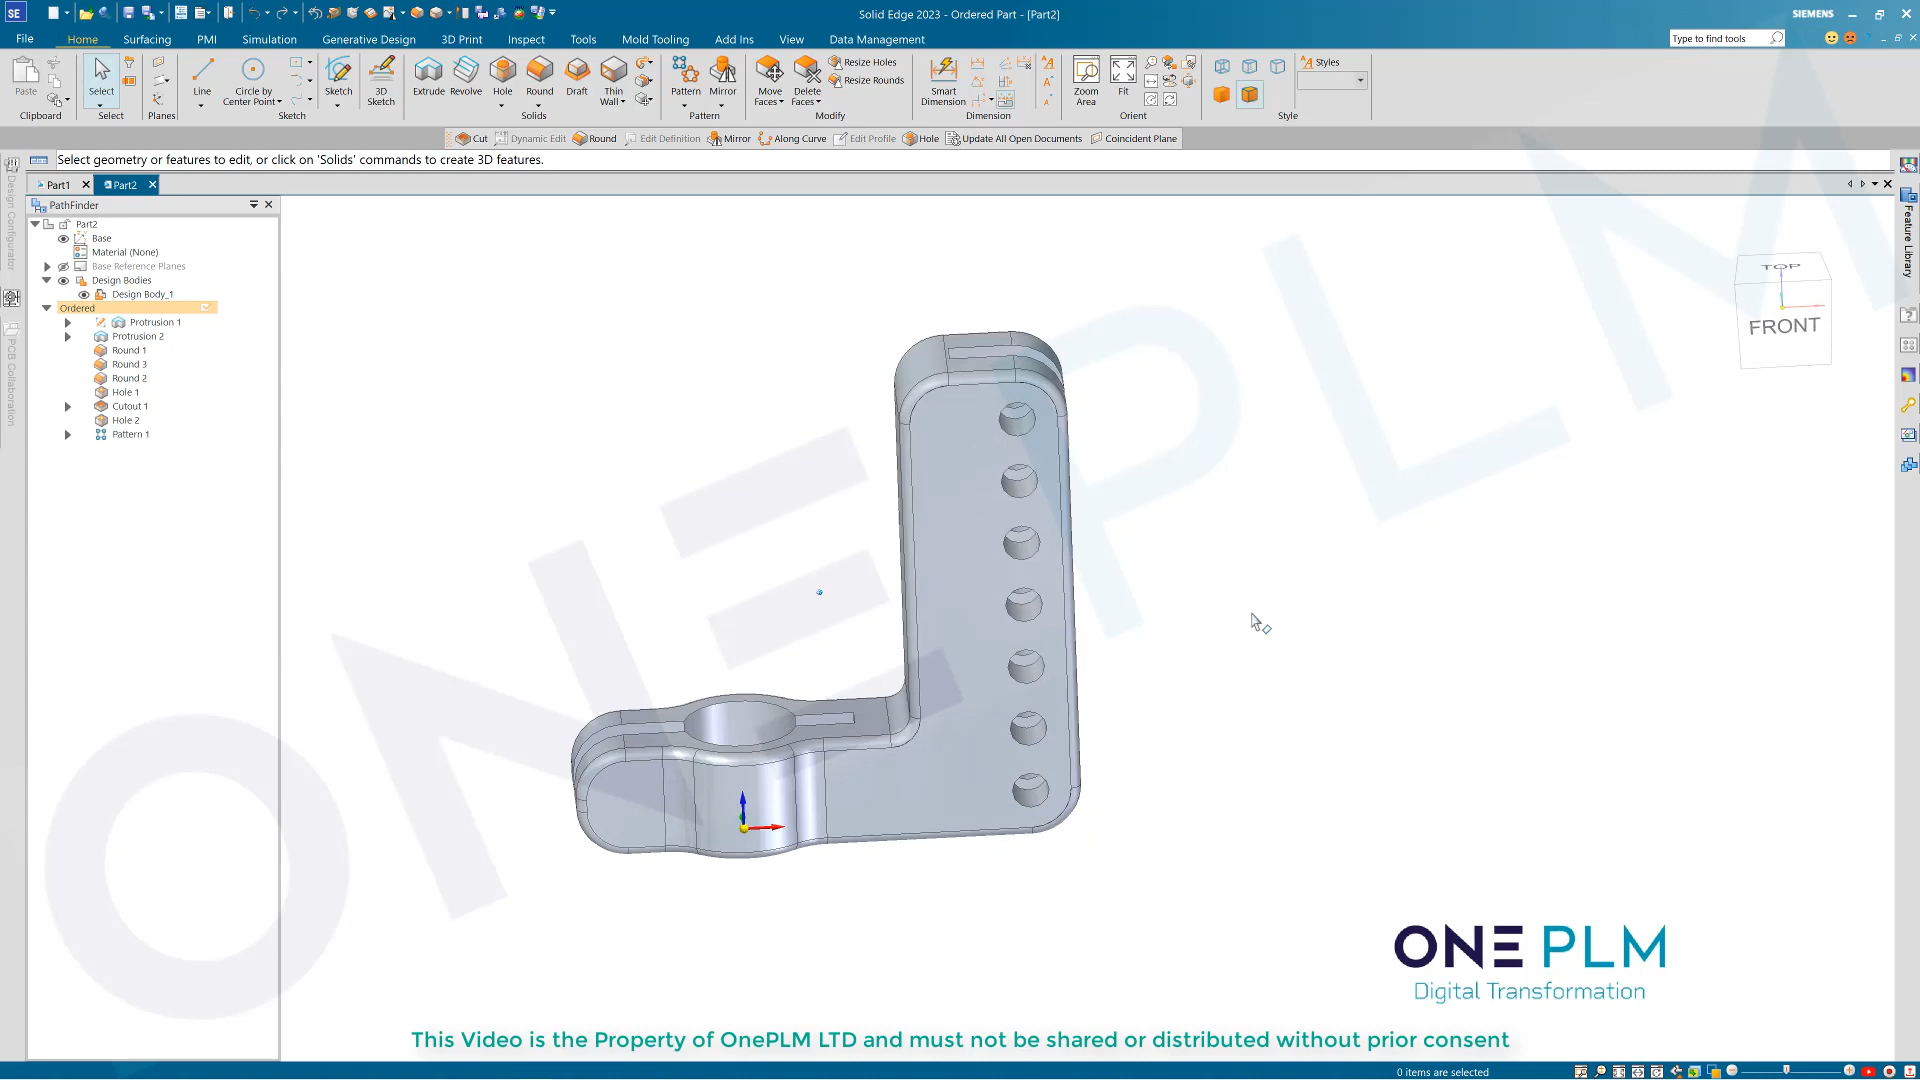 Solid Edge 2023 - Ordered Part - [Part2]
SIEMENS
File Home Surfacing PMI Simulation Generative Design 3D Print Inspect Tools Mold Tooling Add Ins View Data Management
Type to find tools
Paste
Clipboard
Select
Select
Planes
Line
Circle by Center Point
Sketch
Sketch
3D Sketch
Extrude
Revolve
Hole
Round
Draft
Thin Wall
Solids
Pattern
Mirror
Pattern
Move Faces
Delete Faces
Resize Holes
Resize Rounds
Modify
Smart Dimension
Dimension
Zoom Area
Fit
Orient
Styles
Style
Cut Dynamic Edit Round Edit Definition Mirror Along Curve Edit Profile Hole Update All Open Documents Coincident Plane
Select geometry or features to edit, or click on 'Solids' commands to create 3D features.
Part1 Part2
PathFinder
Part2
Base
Material (None)
Base Reference Planes
Design Bodies
Design Body_1
Ordered
Protrusion 1
Protrusion 2
Round 1
Round 3
Round 2
Hole 1
Cutout 1
Hole 2
Pattern 1
Design Configurator
PCB Collaboration
Feature Library
TOP
FRONT
ONE PLM
ONE PLM
Digital Transformation
This Video is the Property of OnePLM LTD and must not be shared or distributed without prior consent
0 items are selected